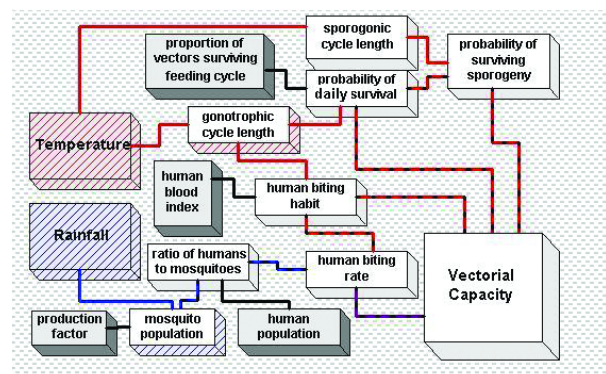 proportion of
vectors surviving
feeding cycle
sporogonic
cycle length
probability of
surviving
sporogeny
probability of
daily survival
gonotrophic
cycle length
Temperature
human
blood
index
human biting
habit
Rainfall
ratio of humans
to mosquitoes
human biting
rate
Vectorial
Capacity
production
factor
mosquito
population
human
population